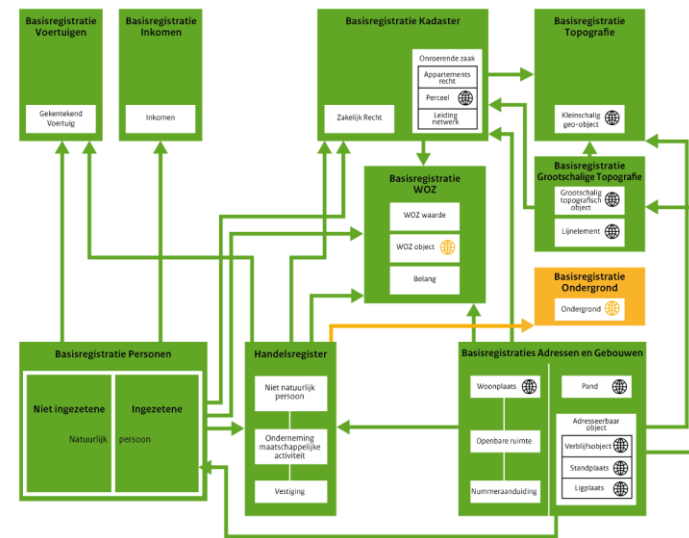 Basisregistratie
Voertuigen
Gekentekend
Voertuig
Basisregistratie
Inkomen
Inkomen
Basisregistratie Kadaster
Zakelijk Recht
Onroerende zaak
Appartements
recht
Perceel
Leiding
netwerk
Basisregistratie
Topografie
Kleinschalig
geo-object
Basisregistratie
WOZ
WOZ waarde
WOZ object
Belang
Basisregistratie
Grootschalige Topografie
Grootschalig
topografisch
object
Lijnelement
Basisregistratie
Ondergrond
Ondergrond
Basisregistratie Personen
Niet ingezetene
Ingezetene
Natuurlijk persoon
Handelsregister
Niet natuurlijk
persoon
Onderneming
maatschappelijke
activiteit
Vestiging
Basisregistraties Adressen en Gebouwen
Woonplaats
Openbare ruimte
Nummeraanduiding
Pand
Adresseerbaar
object
Verblijfsobject
Standplaats
Ligplaats